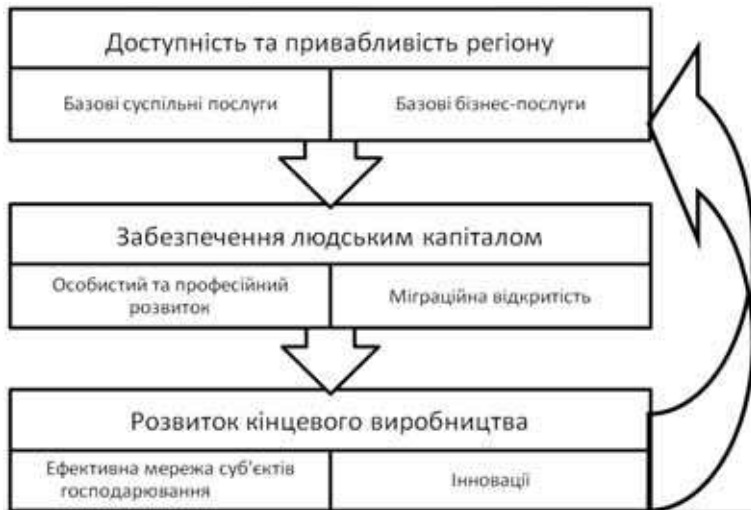 Доступність та привабливість регіону
Базові суспільні послуги
Базові бізнес-послуги
Забезпечення людським капіталом
Особистий та професійний
розвиток
Міграційна відкритість
Розвиток кінцевого виробництва
Ефективна мережа суб'єктів
господарювання
Інновації